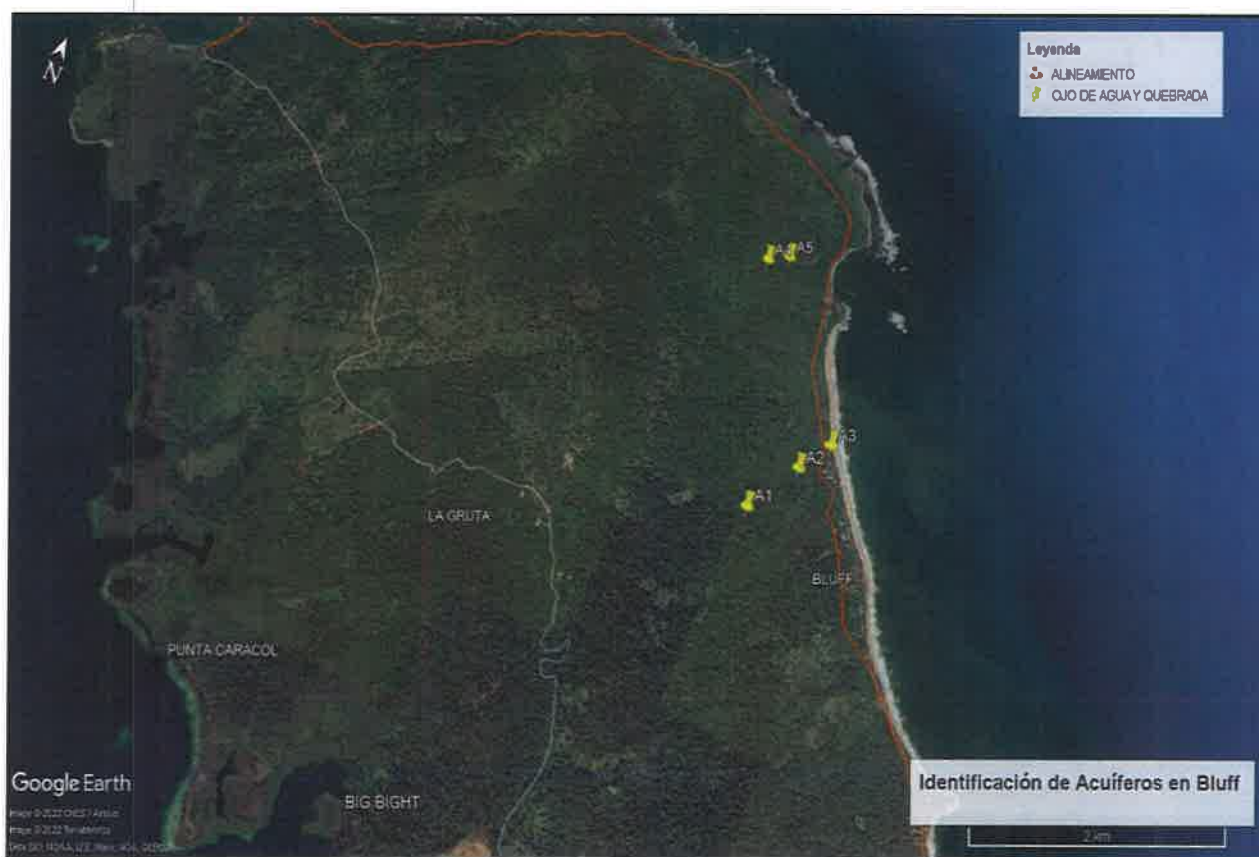 N
Leyenda
ALINEAMIENTO
OJO DE AGUA Y QUEBRADA
A5
A3
A2
A1
LA GRUTA
BLUFF
PUNTA CARACOL
Google Earth
BIG BIGHT
Identificación de Acuíferos en Bluff
2 km